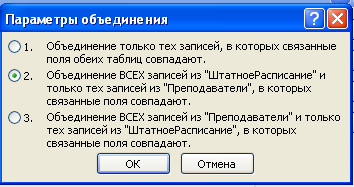 Параметры объединения
1. Объединение только тех записей, в которых связанные
поля обеих таблиц совпадают.
2. Объединение ВСЕХ записей из "ШтатноеРасписание" и
только тех записей из "Преподаватели", в которых
связанные поля совпадают.
3. Объединение ВСЕХ записей из "Преподаватели" и только
тех записей из "ШтатноеРасписание", в которых
связанные поля совпадают.
ОК Отмена